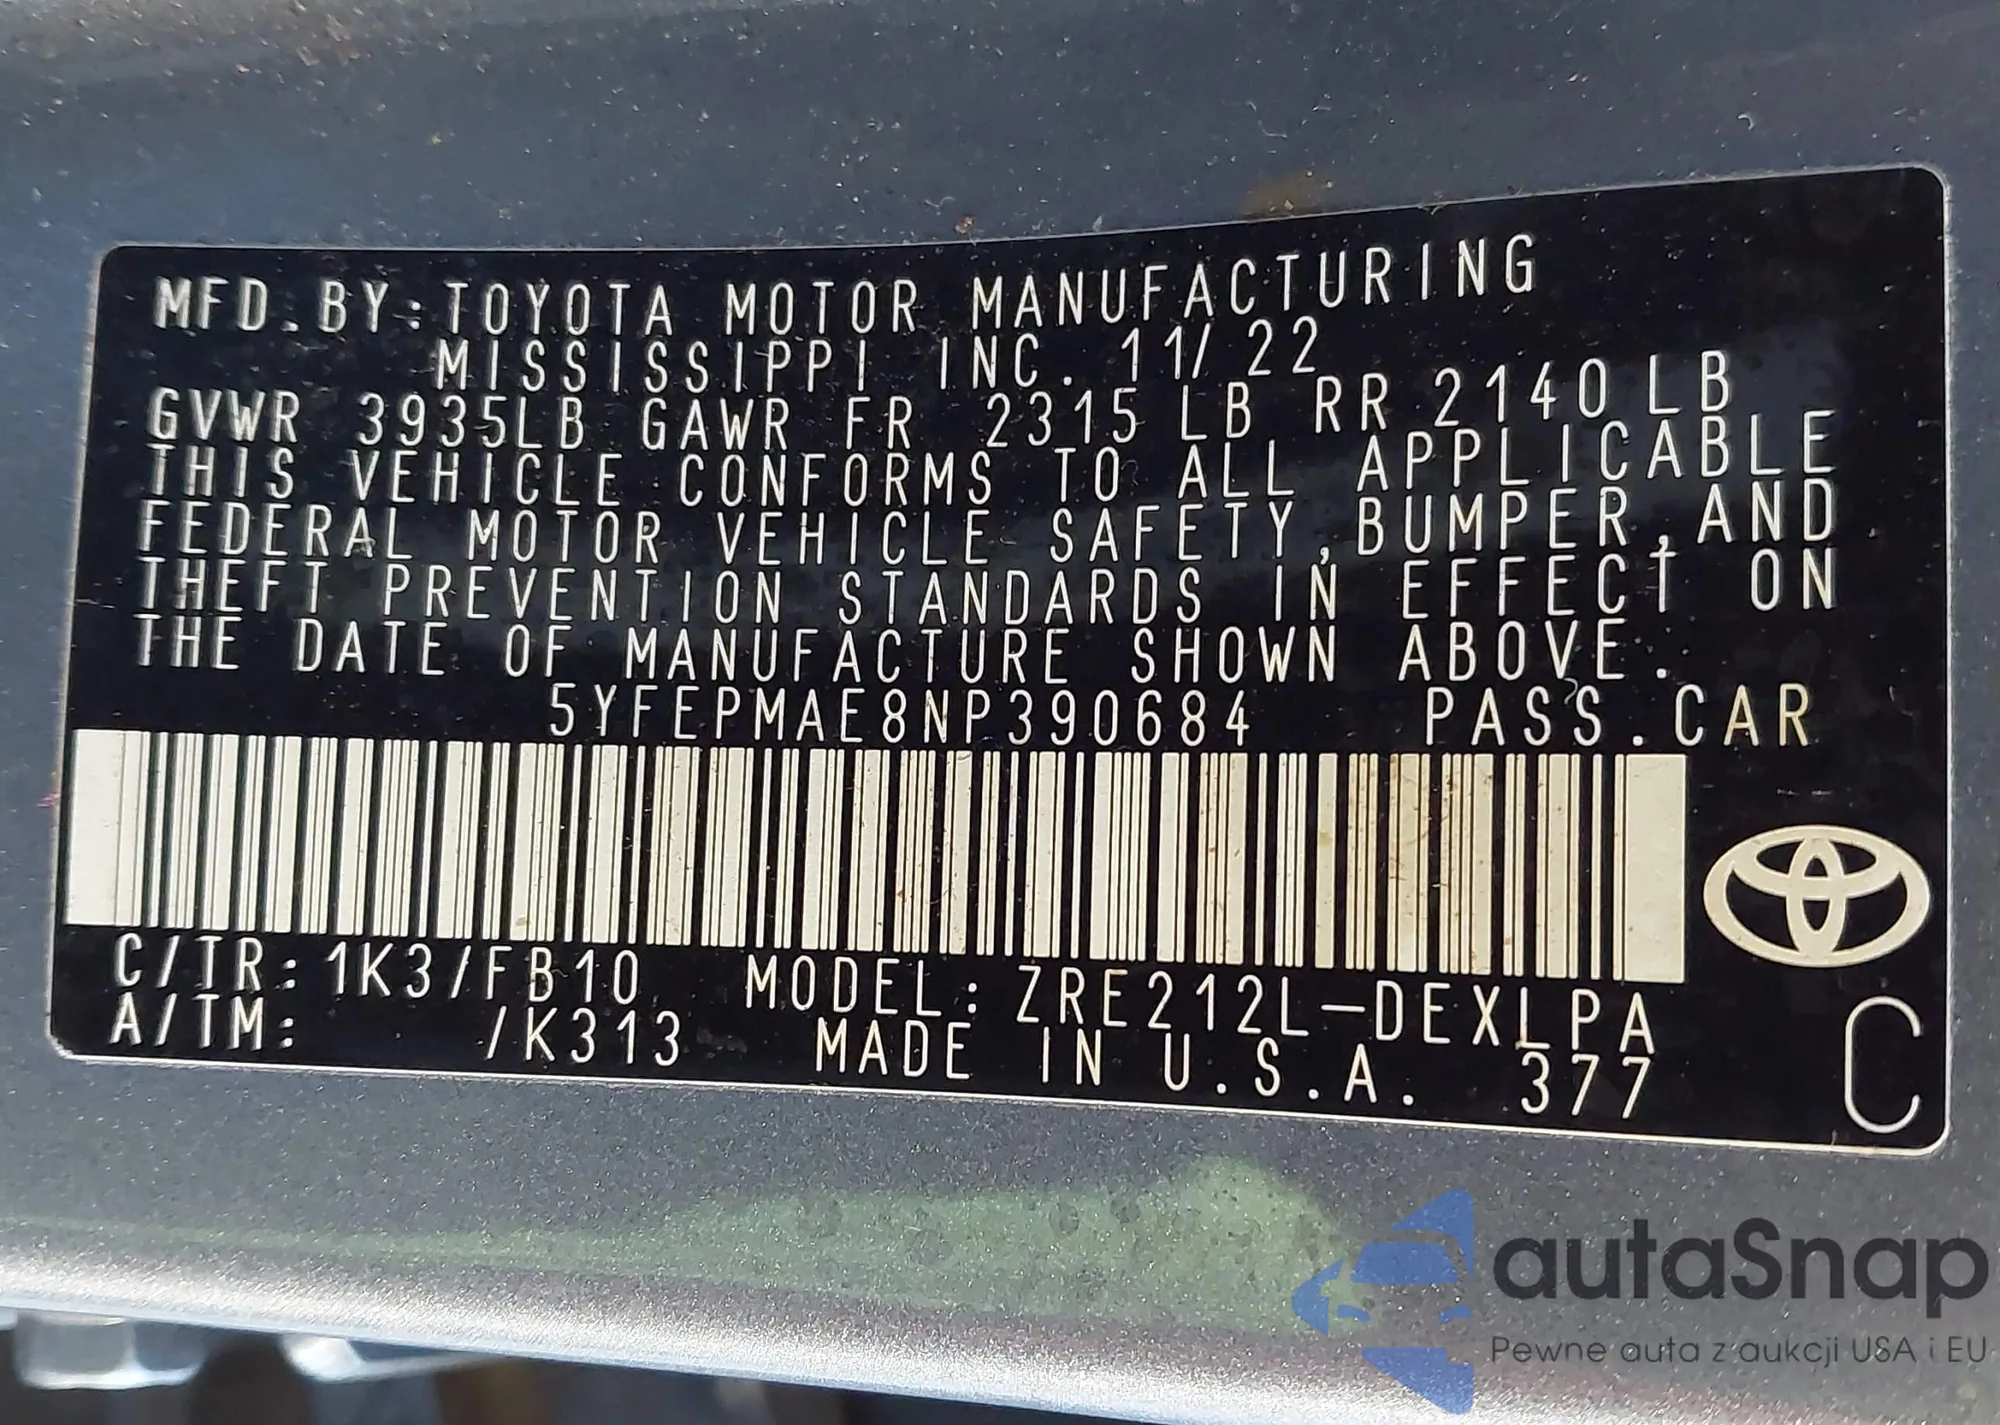 MFD.BY:TOYOTA MOTOR MANUFACTURING
MISSISSIPPI INC. 11/22
GVWR 3935LB GAWR FR 2315 LB RR 2140 LB
THIS VEHICLE CONFORMS TO ALL APPLICABLE
FEDERAL MOTOR VEHICLE SAFETY,BUMPER,AND
THEFT PREVENTION STANDARDS IN EFFECT ON
THE DATE OF MANUFACTURE SHOWN ABOVE.
5YFEPMAE8NP390684 PASS.CAR
C/TR: 1K3/FB10 MODEL: ZRE212L-DEXLPA
A/TM: /K313 MADE IN U.S.A. 377
C
autaSnap
Pewne auta z aukcji USA i EU